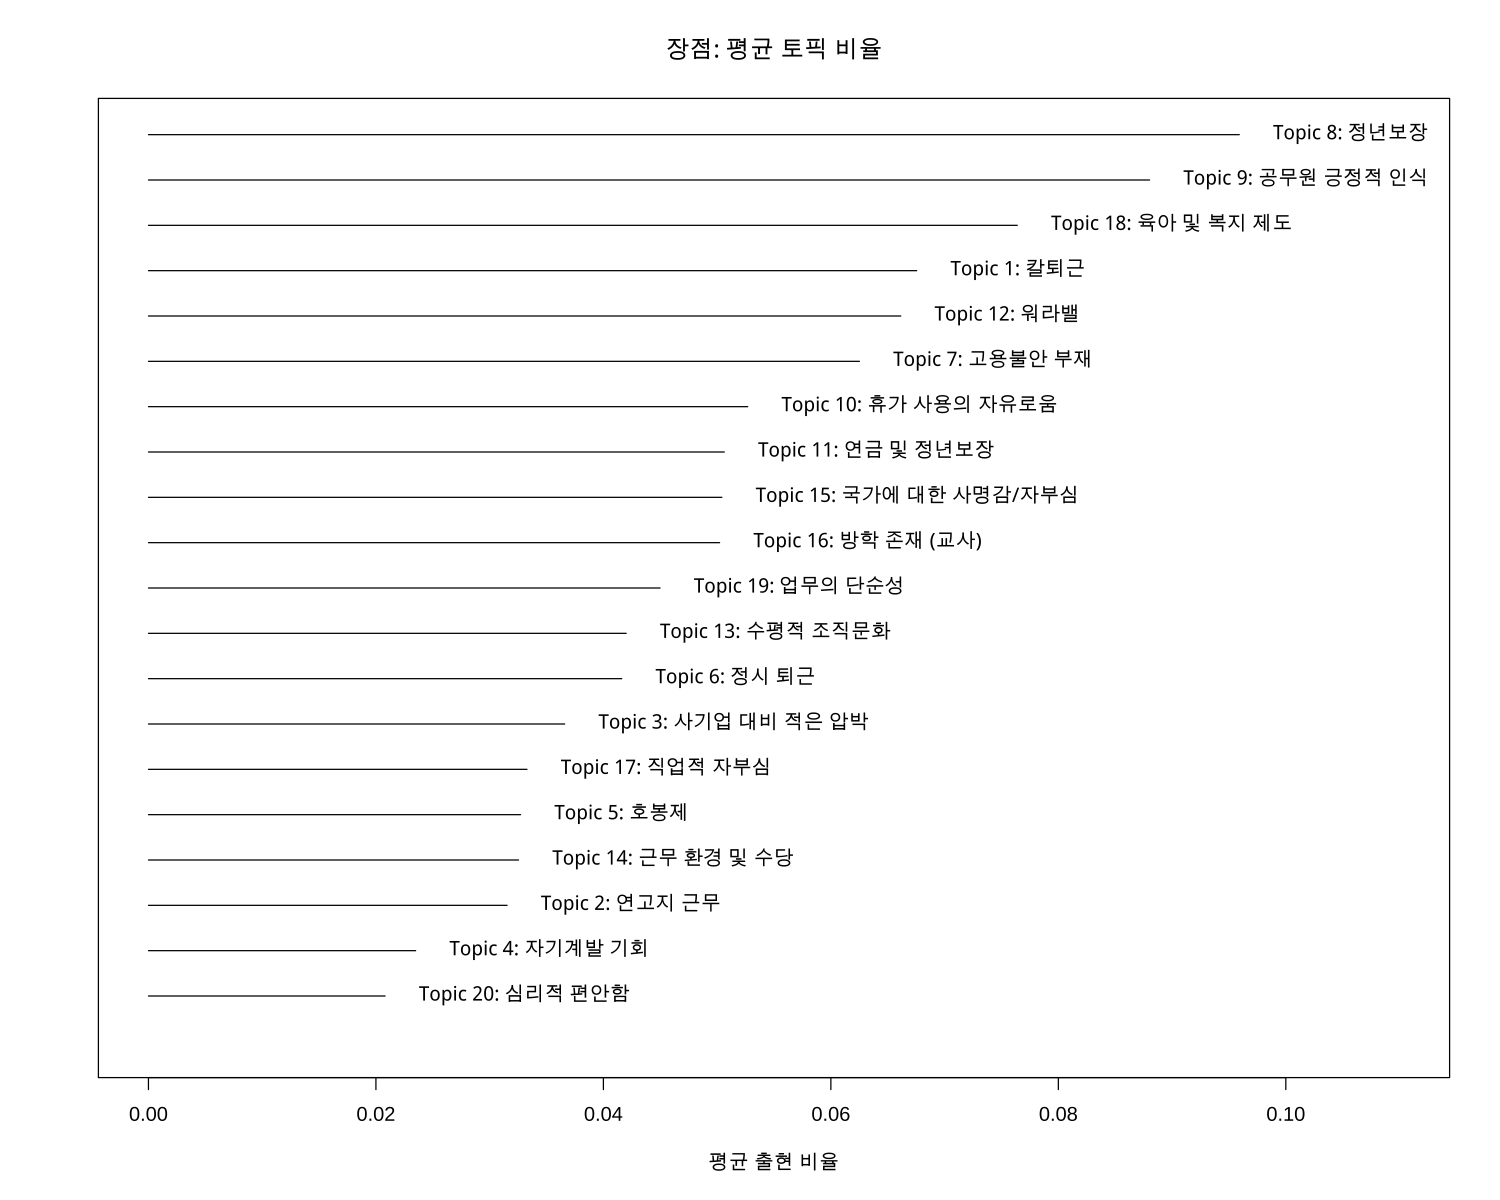 장점: 평균 토픽 비율
Topic 8: 정년보장
Topic 9: 공무원 긍정적 인식
Topic 18: 육아 및 복지 제도
Topic 1: 칼퇴근
Topic 12: 워라밸
Topic 7: 고용불안 부재
Topic 10: 휴가 사용의 자유로움
Topic 11: 연금 및 정년보장
Topic 15: 국가에 대한 사명감/자부심
Topic 16: 방학 존재 (교사)
Topic 19: 업무의 단순성
Topic 13: 수평적 조직문화
Topic 6: 정시 퇴근
Topic 3: 사기업 대비 적은 압박
Topic 17: 직업적 자부심
Topic 5: 호봉제
Topic 14: 근무 환경 및 수당
Topic 2: 연고지 근무
Topic 4: 자기계발 기회
Topic 20: 심리적 편안함
0.00 0.02 0.04 0.06 0.08 0.10
평균 출현 비율